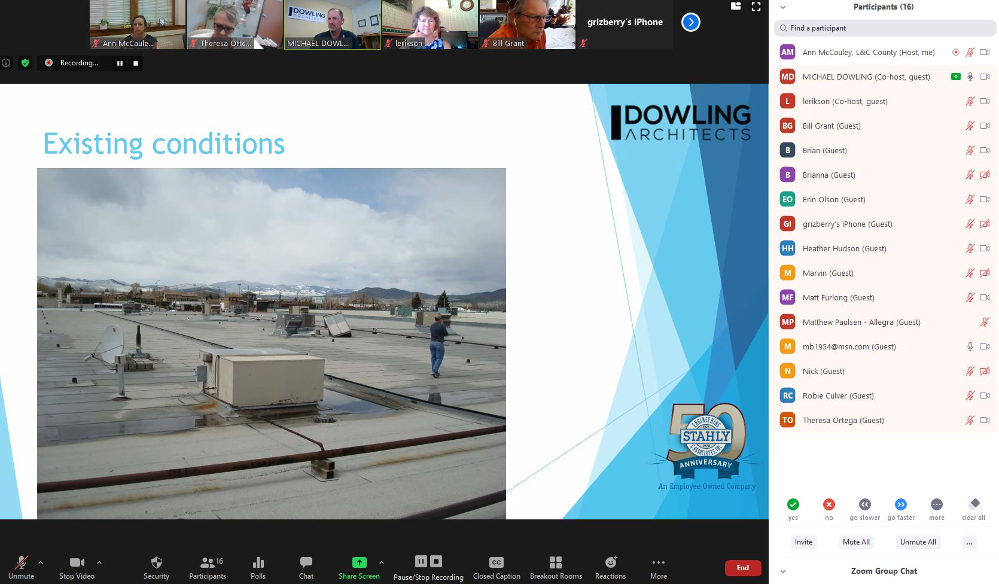 DOWLING
ARCHITECTS
Ann McCaule...
Theresa Orte...
MICHAEL DOWL...
lerikson
Bill Grant
grizberry's iPhone
Recording...
Existing conditions
DOWLING
ARCHITECTS
50
ENGINEERING
EST.
STAHLY
1970
& ASSOCIATES, INC.
ANNIVERSARY
An Employee-Owned Company
Unmute
Stop Video
Security
16
Participants
Polls
Chat
Share Screen
Pause/Stop Recording
CC
Closed Caption
Breakout Rooms
Reactions
More
End
Participants (16)
Find a participant
AM Ann McCauley, L&C County (Host, me)
MD MICHAEL DOWLING (Co-host, guest)
L lerikson (Co-host, guest)
BG Bill Grant (Guest)
B Brian (Guest)
B Brianna (Guest)
EO Erin Olson (Guest)
GI grizberry's iPhone (Guest)
HH Heather Hudson (Guest)
M Marvin (Guest)
MF Matt Furlong (Guest)
MP Matthew Paulsen - Allegra (Guest)
M mb1954@msn.com (Guest)
N Nick (Guest)
RC Robie Culver (Guest)
TO Theresa Ortega (Guest)
yes no go slower go faster more clear all
Invite Mute All Unmute All ...
Zoom Group Chat